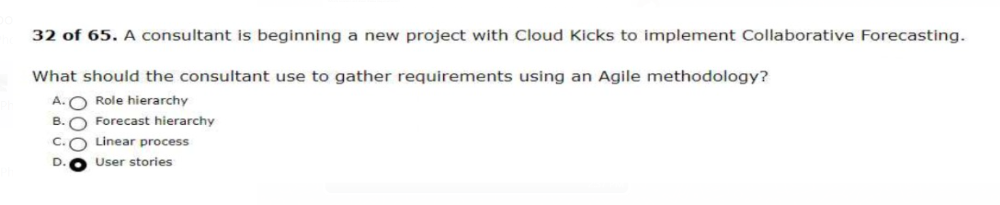 32 of 65. A consultant is beginning a new project with Cloud Kicks to implement Collaborative Forecasting.
What should the consultant use to gather requirements using an Agile methodology?
A. Role hierarchy
B. Forecast hierarchy
C. Linear process
D. User stories